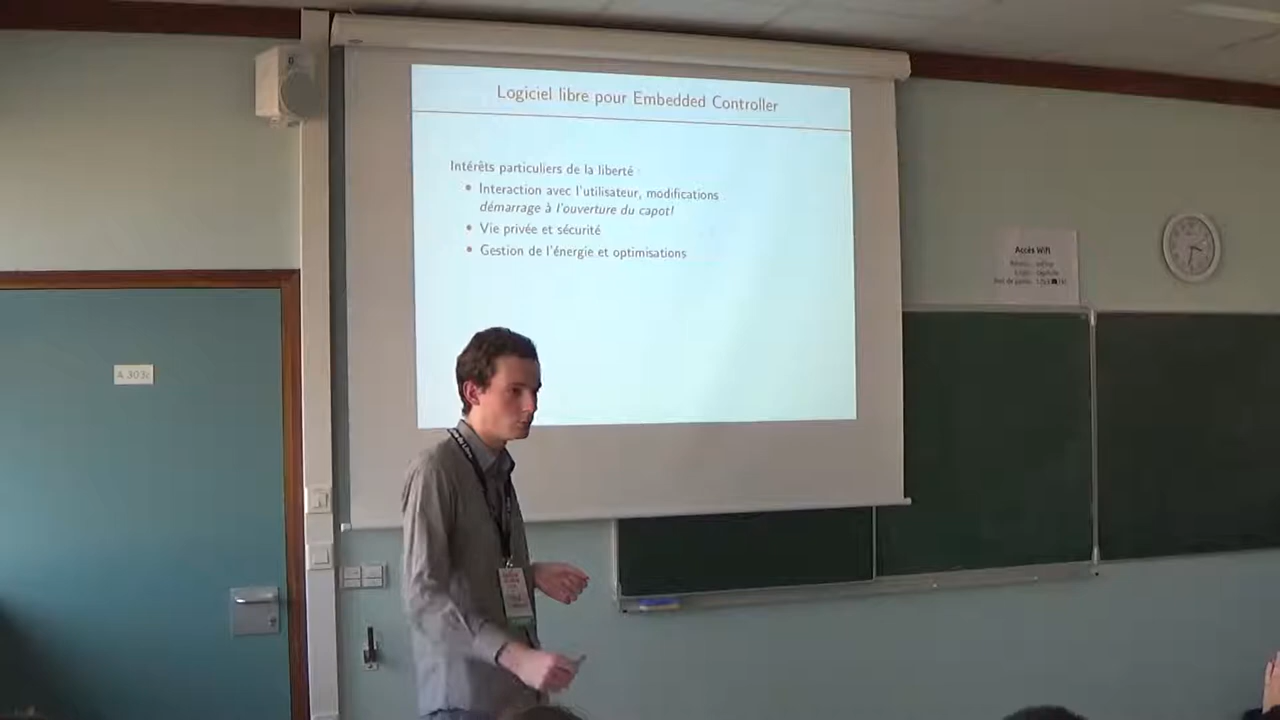 Logiciel libre pour Embedded Controller
Intérêts particuliers de la liberté :
• Interaction avec l'utilisateur, modifications :
démarrage à l'ouverture du capot!
• Vie privée et sécurité
• Gestion de l'énergie et optimisations
Accès Wifi
A 303c